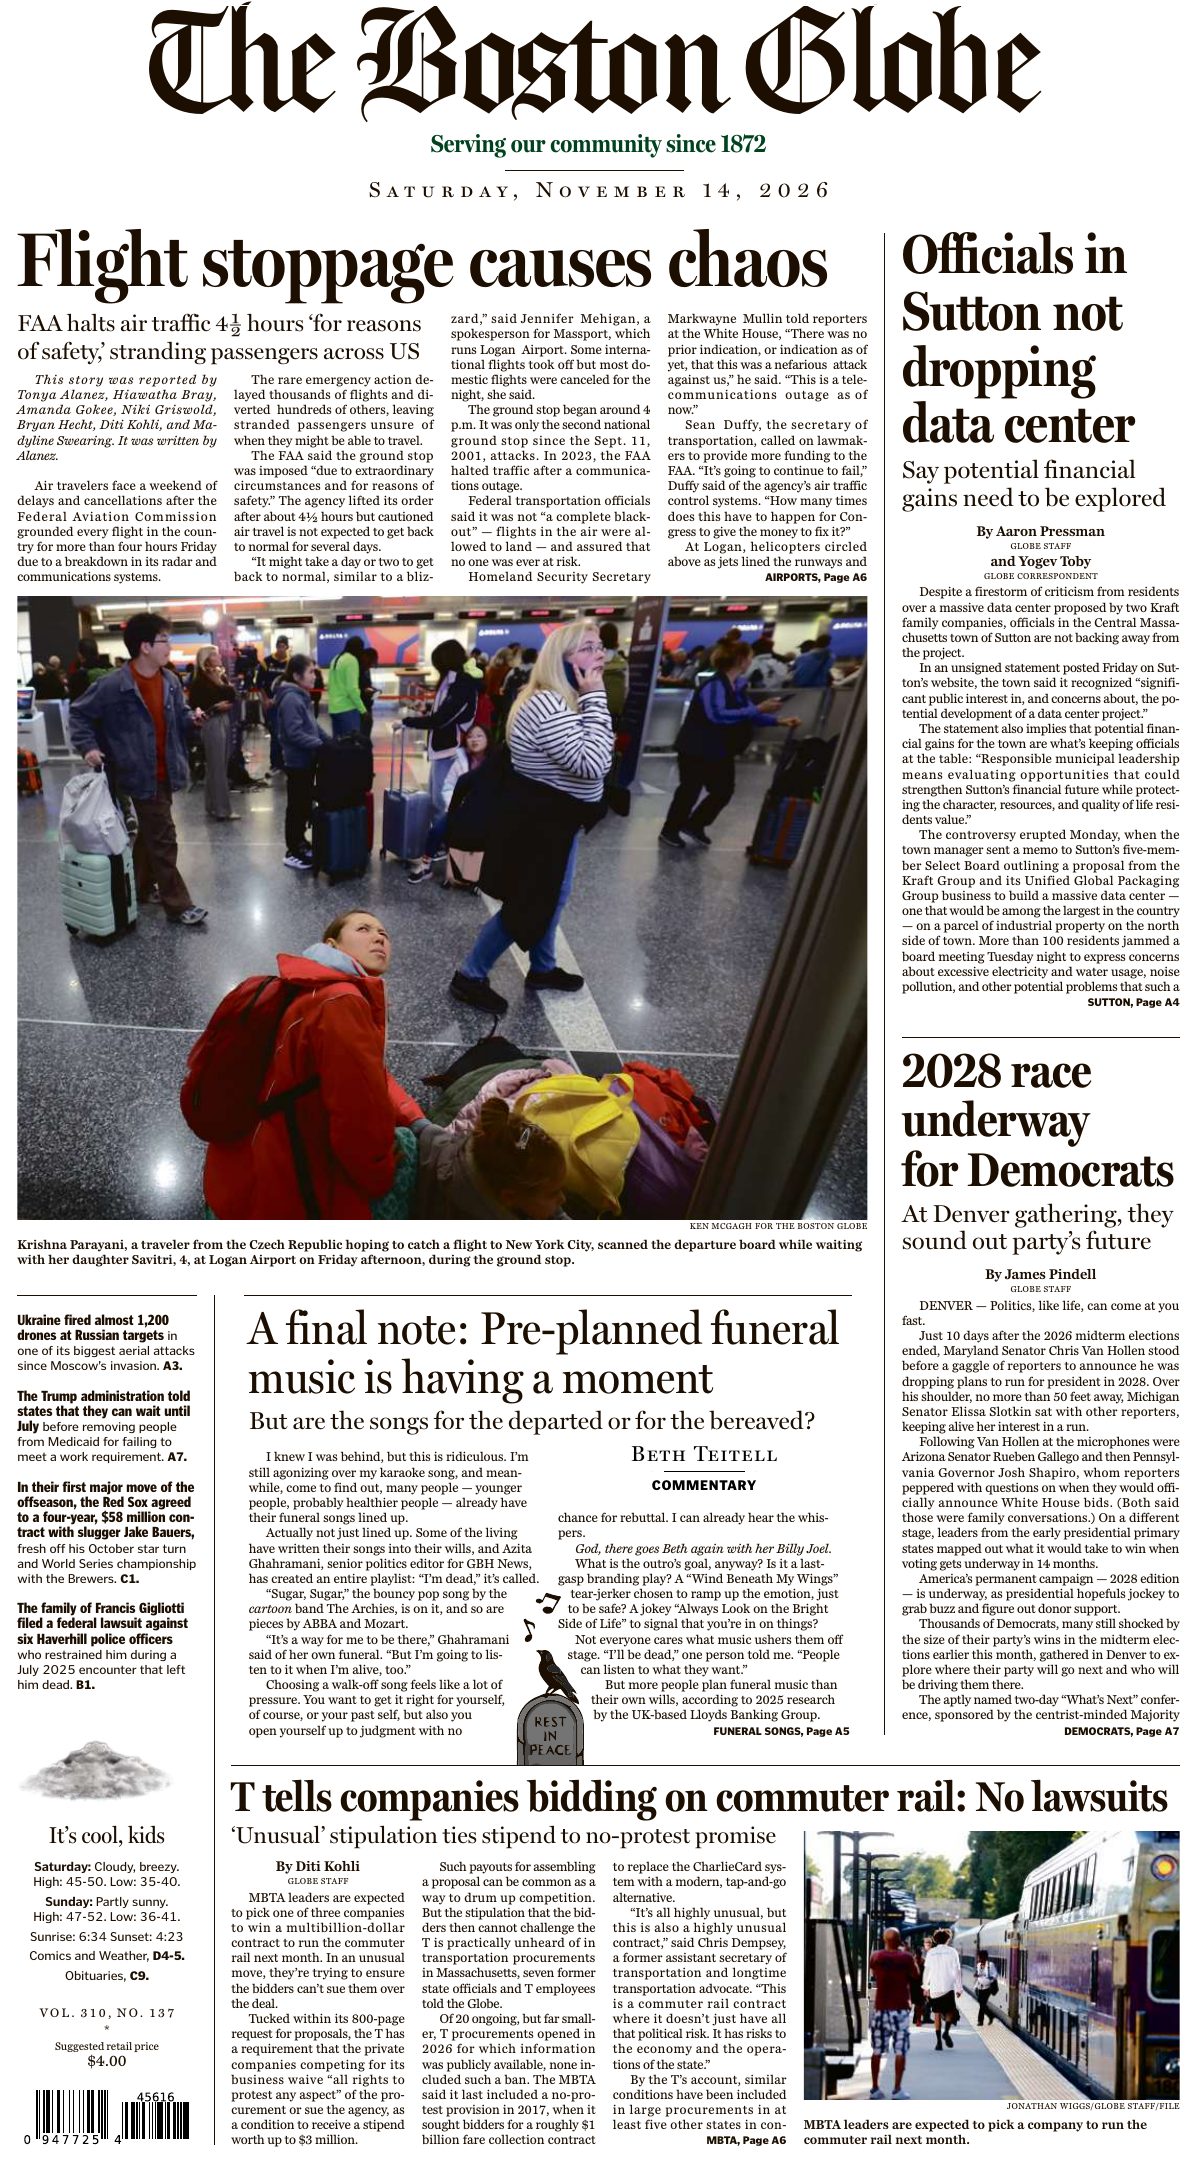 The Boston Globe
Serving our community since 1872
Saturday, November 14, 2026
Flight stoppage causes chaos
FAA halts air traffic 4½ hours ‘for reasons
of safety,’ stranding passengers across US
This story was reported by
Tonya Alanez, Hiawatha Bray,
Amanda Gokee, Niki Griswold,
Bryan Hecht, Diti Kohli, and Ma-
dyline Swearing. It was written by
Alanez.
Air travelers face a weekend of
delays and cancellations after the
Federal Aviation Commission
grounded every flight in the coun-
try for more than four hours Friday
due to a breakdown in its radar and
communications systems.
The rare emergency action de-
layed thousands of flights and di-
verted hundreds of others, leaving
stranded passengers unsure of
when they might be able to travel.
The FAA said the ground stop
was imposed “due to extraordinary
circumstances and for reasons of
safety.” The agency lifted its order
after about 4½ hours but cautioned
air travel is not expected to get back
to normal for several days.
“It might take a day or two to get
back to normal, similar to a bliz-
zard,” said Jennifer Mehigan, a
spokesperson for Massport, which
runs Logan Airport. Some interna-
tional flights took off but most do-
mestic flights were canceled for the
night, she said.
The ground stop began around 4
p.m. It was only the second national
ground stop since the Sept. 11,
2001, attacks. In 2023, the FAA
halted traffic after a communica-
tions outage.
Federal transportation officials
said it was not “a complete black-
out” — flights in the air were al-
lowed to land — and assured that
no one was ever at risk.
Homeland Security Secretary
Markwayne Mullin told reporters
at the White House, “There was no
prior indication, or indication as of
yet, that this was a nefarious attack
against us,” he said. “This is a tele-
communications outage as of
now.”
Sean Duffy, the secretary of
transportation, called on lawmak-
ers to provide more funding to the
FAA. “It’s going to continue to fail,”
Duffy said of the agency’s air traffic
control systems. “How many times
does this have to happen for Con-
gress to give the money to fix it?”
At Logan, helicopters circled
above as jets lined the runways and
AIRPORTS, Page A6
KEN MCGAGH FOR THE BOSTON GLOBE
Krishna Parayani, a traveler from the Czech Republic hoping to catch a flight to New York City, scanned the departure board while waiting
with her daughter Savitri, 4, at Logan Airport on Friday afternoon, during the ground stop.
Officials in
Sutton not
dropping
data center
Say potential financial
gains need to be explored
By Aaron Pressman
GLOBE STAFF
and Yogev Toby
GLOBE CORRESPONDENT
Despite a firestorm of criticism from residents
over a massive data center proposed by two Kraft
family companies, officials in the Central Massa-
chusetts town of Sutton are not backing away from
the project.
In an unsigned statement posted Friday on Sut-
ton’s website, the town said it recognized “signifi-
cant public interest in, and concerns about, the po-
tential development of a data center project.”
The statement also implies that potential finan-
cial gains for the town are what’s keeping officials
at the table: “Responsible municipal leadership
means evaluating opportunities that could
strengthen Sutton’s financial future while protect-
ing the character, resources, and quality of life resi-
dents value.”
The controversy erupted Monday, when the
town manager sent a memo to Sutton’s five-mem-
ber Select Board outlining a proposal from the
Kraft Group and its Unified Global Packaging
Group business to build a massive data center —
one that would be among the largest in the country
— on a parcel of industrial property on the north
side of town. More than 100 residents jammed a
board meeting Tuesday night to express concerns
about excessive electricity and water usage, noise
pollution, and other potential problems that such a
SUTTON, Page A4
2028 race
underway
for Democrats
At Denver gathering, they
sound out party’s future
By James Pindell
GLOBE STAFF
DENVER — Politics, like life, can come at you
fast.
Just 10 days after the 2026 midterm elections
ended, Maryland Senator Chris Van Hollen stood
before a gaggle of reporters to announce he was
dropping plans to run for president in 2028. Over
his shoulder, no more than 50 feet away, Michigan
Senator Elissa Slotkin sat with other reporters,
keeping alive her interest in a run.
Following Van Hollen at the microphones were
Arizona Senator Rueben Gallego and then Pennsyl-
vania Governor Josh Shapiro, whom reporters
peppered with questions on when they would offi-
cially announce White House bids. (Both said
those were family conversations.) On a different
stage, leaders from the early presidential primary
states mapped out what it would take to win when
voting gets underway in 14 months.
America’s permanent campaign — 2028 edition
— is underway, as presidential hopefuls jockey to
grab buzz and figure out donor support.
Thousands of Democrats, many still shocked by
the size of their party’s wins in the midterm elec-
tions earlier this month, gathered in Denver to ex-
plore where their party will go next and who will
be driving them there.
The aptly named two-day “What’s Next” confer-
ence, sponsored by the centrist-minded Majority
DEMOCRATS, Page A7
Ukraine fired almost 1,200
drones at Russian targets in
one of its biggest aerial attacks
since Moscow’s invasion. A3.
The Trump administration told
states that they can wait until
July before removing people
from Medicaid for failing to
meet a work requirement. A7.
In their first major move of the
offseason, the Red Sox agreed
to a four-year, $58 million con-
tract with slugger Jake Bauers,
fresh off his October star turn
and World Series championship
with the Brewers. C1.
The family of Francis Gigliotti
filed a federal lawsuit against
six Haverhill police officers
who restrained him during a
July 2025 encounter that left
him dead. B1.
It’s cool, kids
Saturday: Cloudy, breezy.
High: 45-50. Low: 35-40.
Sunday: Partly sunny.
High: 47-52. Low: 36-41.
Sunrise: 6:34 Sunset: 4:23
Comics and Weather, D4-5.
Obituaries, C9.
VOL. 310, NO. 137
*
Suggested retail price
$4.00
45616
0 947725 4
A final note: Pre-planned funeral
music is having a moment
But are the songs for the departed or for the bereaved?
Beth Teitell
COMMENTARY
I knew I was behind, but this is ridiculous. I’m
still agonizing over my karaoke song, and mean-
while, come to find out, many people — younger
people, probably healthier people — already have
their funeral songs lined up.
Actually not just lined up. Some of the living
have written their songs into their wills, and Azita
Ghahramani, senior politics editor for GBH News,
has created an entire playlist: “I’m dead,” it’s called.
“Sugar, Sugar,” the bouncy pop song by the
cartoon band The Archies, is on it, and so are
pieces by ABBA and Mozart.
“It’s a way for me to be there,” Ghahramani
said of her own funeral. “But I’m going to lis-
ten to it when I’m alive, too.”
Choosing a walk-off song feels like a lot of
pressure. You want to get it right for yourself,
of course, or your past self, but also you
open yourself up to judgment with no
chance for rebuttal. I can already hear the whis-
pers.
God, there goes Beth again with her Billy Joel.
What is the outro’s goal, anyway? Is it a last-
gasp branding play? A “Wind Beneath My Wings”
tear-jerker chosen to ramp up the emotion, just
to be safe? A jokey “Always Look on the Bright
Side of Life” to signal that you’re in on things?
Not everyone cares what music ushers them off
stage. “I’ll be dead,” one person told me. “People
can listen to what they want.”
But more people plan funeral music than
their own wills, according to 2025 research
by the UK-based Lloyds Banking Group.
FUNERAL SONGS, Page A5
REST
IN
PEACE
T tells companies bidding on commuter rail: No lawsuits
‘Unusual’ stipulation ties stipend to no-protest promise
By Diti Kohli
GLOBE STAFF
MBTA leaders are expected
to pick one of three companies
to win a multibillion-dollar
contract to run the commuter
rail next month. In an unusual
move, they’re trying to ensure
the bidders can’t sue them over
the deal.
Tucked within its 800-page
request for proposals, the T has
a requirement that the private
companies competing for its
business waive “all rights to
protest any aspect” of the pro-
curement or sue the agency, as
a condition to receive a stipend
worth up to $3 million.
Such payouts for assembling
a proposal can be common as a
way to drum up competition.
But the stipulation that the bid-
ders then cannot challenge the
T is practically unheard of in
transportation procurements
in Massachusetts, seven former
state officials and T employees
told the Globe.
Of 20 ongoing, but far small-
er, T procurements opened in
2026 for which information
was publicly available, none in-
cluded such a ban. The MBTA
said it last included a no-pro-
test provision in 2017, when it
sought bidders for a roughly $1
billion fare collection contract
to replace the CharlieCard sys-
tem with a modern, tap-and-go
alternative.
“It’s all highly unusual, but
this is also a highly unusual
contract,” said Chris Dempsey,
a former assistant secretary of
transportation and longtime
transportation advocate. “This
is a commuter rail contract
where it doesn’t just have all
that political risk. It has risks to
the economy and the opera-
tions of the state.”
By the T’s account, similar
conditions have been included
in large procurements in at
least five other states in con-
MBTA, Page A6
JONATHAN WIGGS/GLOBE STAFF/FILE
MBTA leaders are expected to pick a company to run the
commuter rail next month.